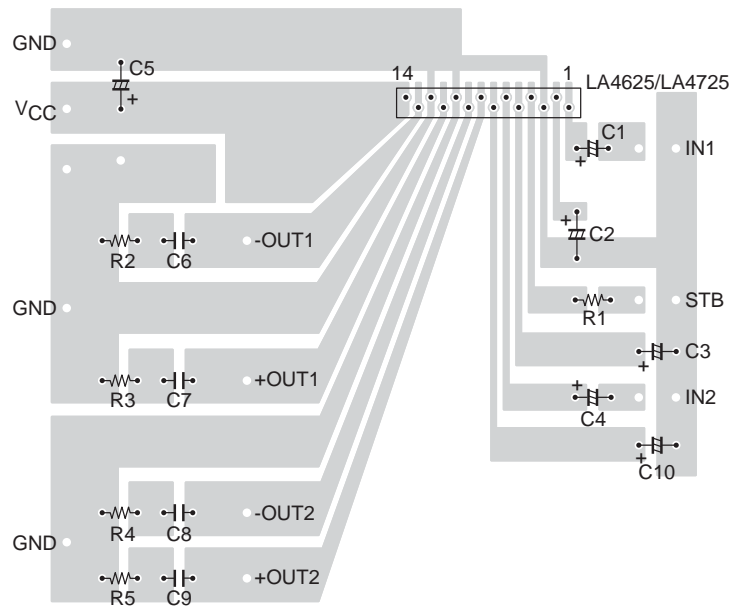 GND
C5
14
1
LA4625/LA4725
VCC
+
C1
IN1
+
+
C2
-OUT1
R2
C6
GND
STB
R1
C3
+
+OUT1
R3
C7
+
IN2
C4
+
C10
-OUT2
R4
C8
GND
+OUT2
R5
C9